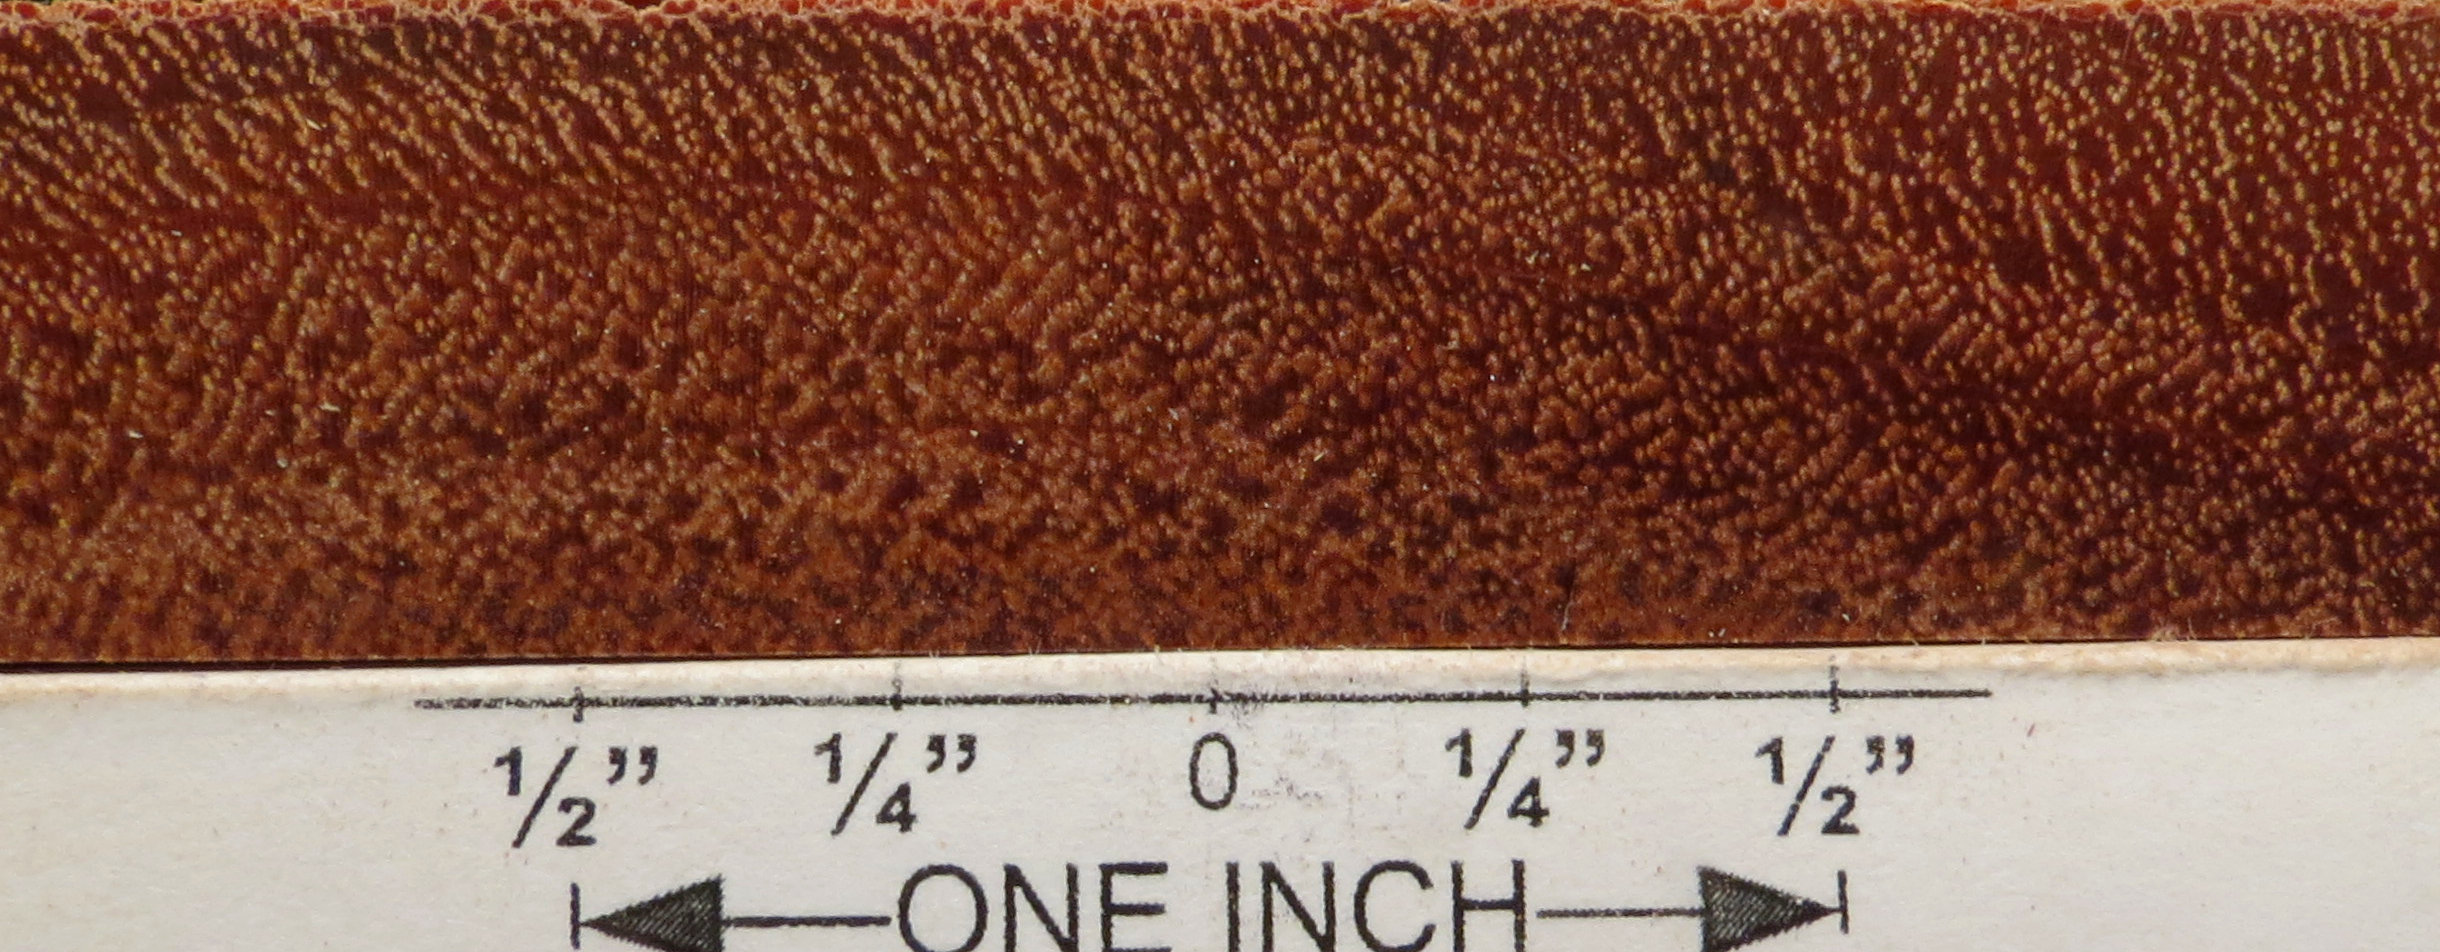 1/2” 1/4” 0 1/4” 1/2”
ONE INCH